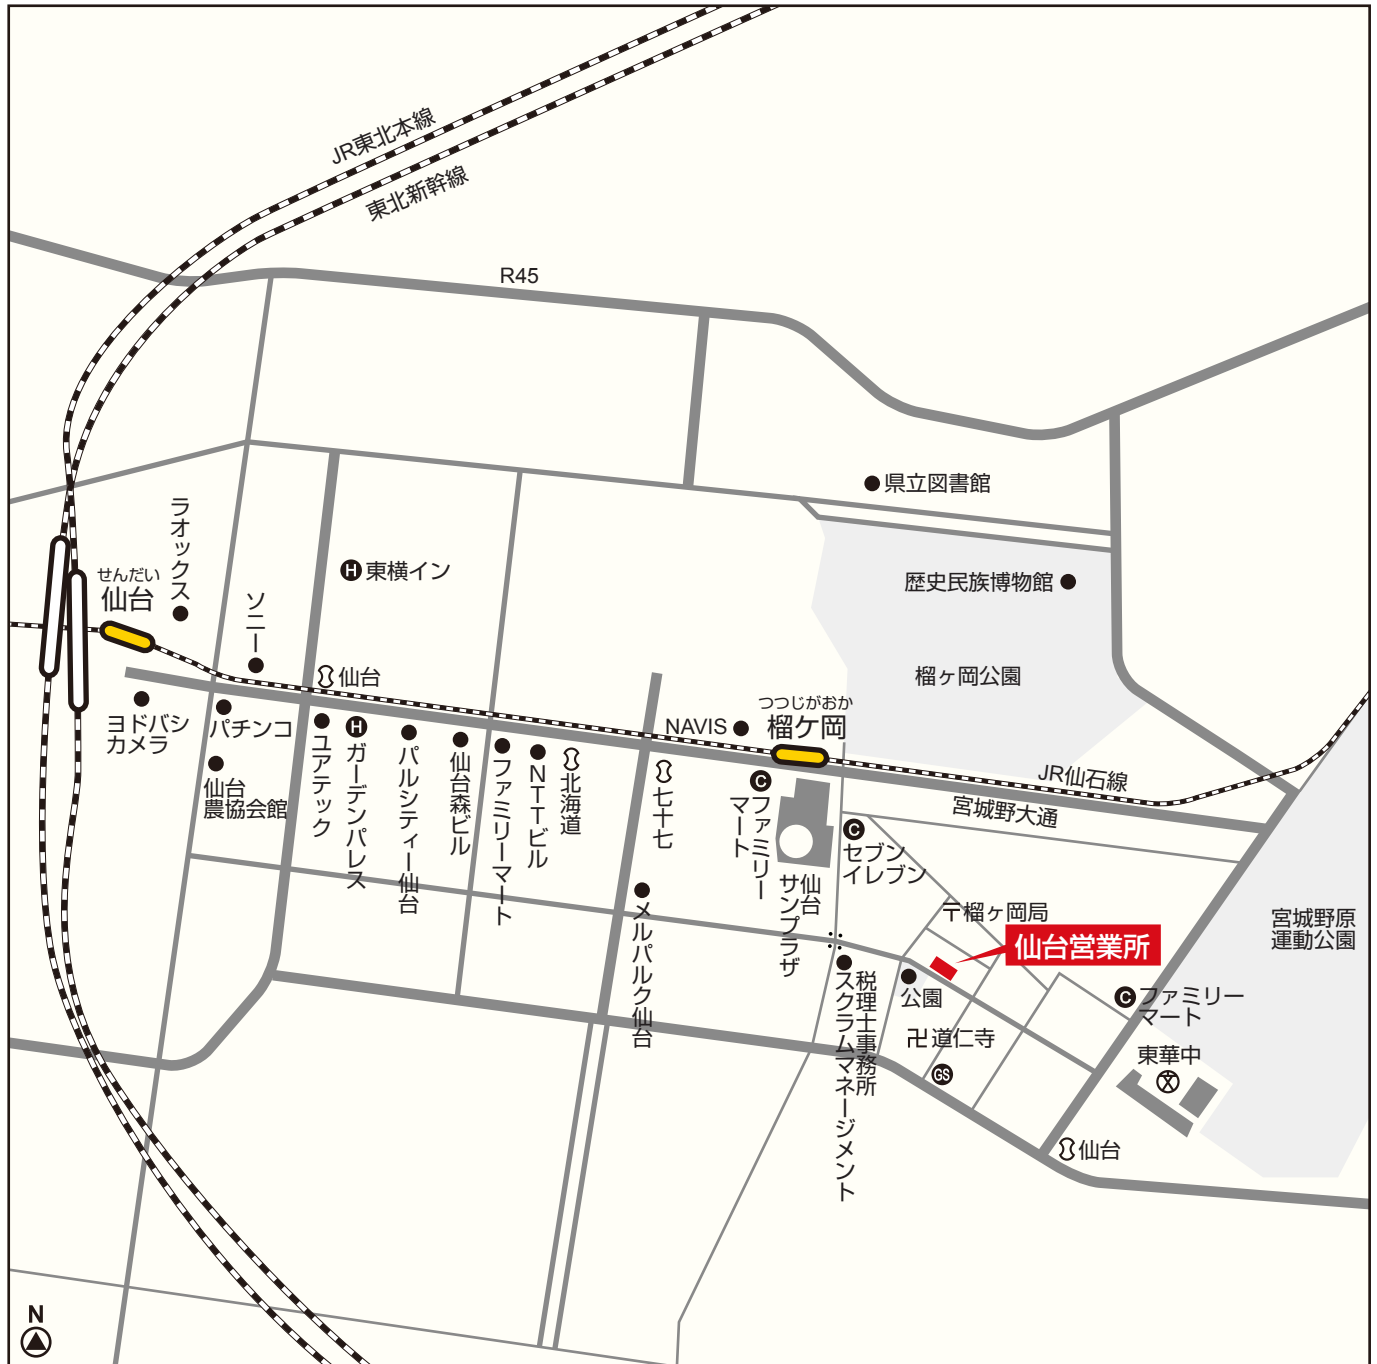 JR東北本線
東北新幹線
R45
県立図書館
ラオックス
せんだい
仙台
東横イン
H
歴史民族博物館
ソニー
仙台
榴ヶ岡公園
つつじがおか
榴ケ岡
NAVIS
ヨドバシ
カメラ
パチンコ
仙台
農協会館
ユアテック
H
ガーデンパレス
パルシティー仙台
仙台森ビル
ファミリーマート
NTTビル
北海道
七十七
C
ファミリー
マート
JR仙石線
宮城野大通
C
セブン
イレブン
仙台
サンプラザ
メルパルク仙台
〒榴ヶ岡局
仙台営業所
宮城野原
運動公園
税理士事務所
スクラムマネージメント
公園
C
ファミリー
マート
卍道仁寺
GS
東華中
文
仙台
N